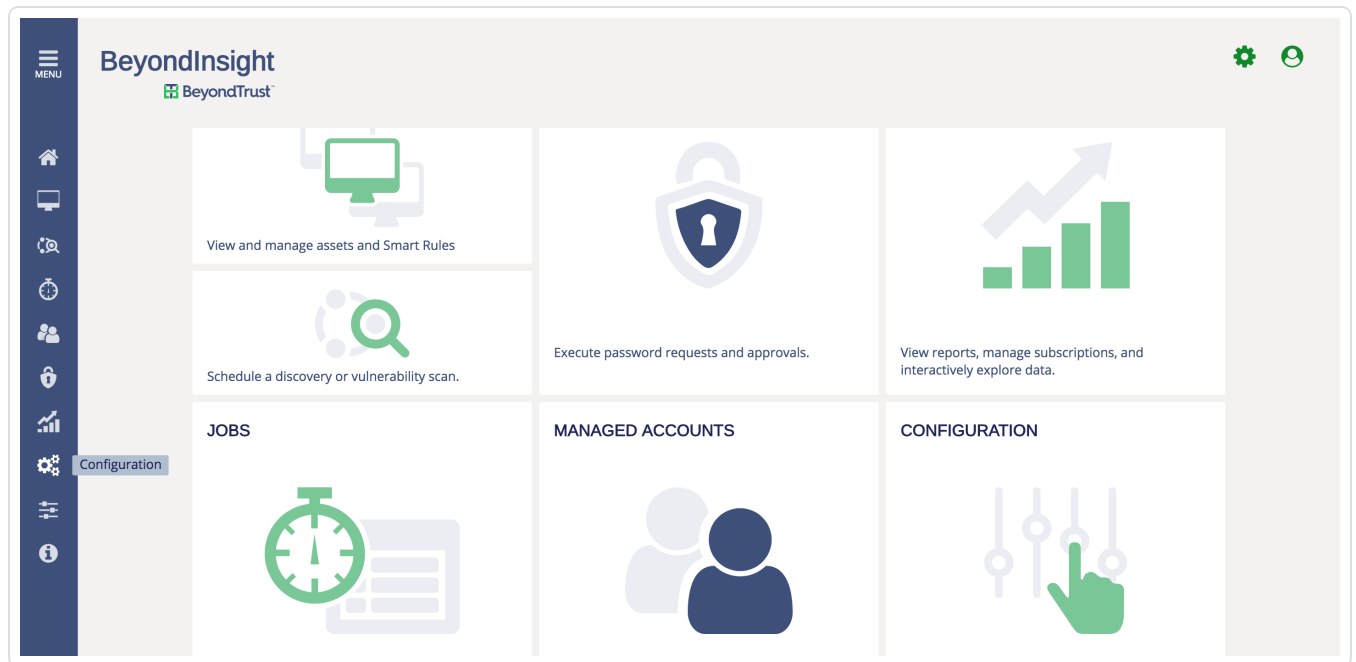 MENU
BeyondInsight
BeyondTrust
View and manage assets and Smart Rules
Schedule a discovery or vulnerability scan.
Execute password requests and approvals.
View reports, manage subscriptions, and
interactively explore data.
Configuration
JOBS
MANAGED ACCOUNTS
CONFIGURATION